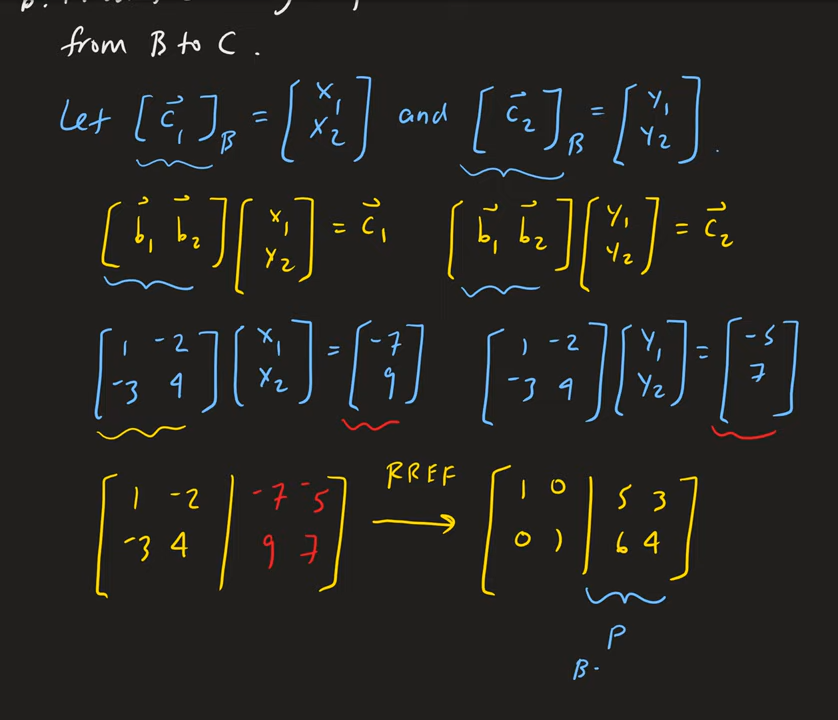 from B to C.
Let [c⃗₁]_B = [x₁ x₂] and [c⃗₂]_B = [y₁ y₂].
[b⃗₁ b⃗₂] [x₁ x₂] = c⃗₁ [b⃗₁ b⃗₂] [y₁ y₂] = c⃗₂
[1 -2 -3 4] [x₁ x₂] = [-7 9] [1 -2 -3 4] [y₁ y₂] = [-5 7]
[1 -2 | -7 -5 RREF [1 0 | 5 3
-3 4 | 9 7] → 0 1 | 6 4]
P
B.